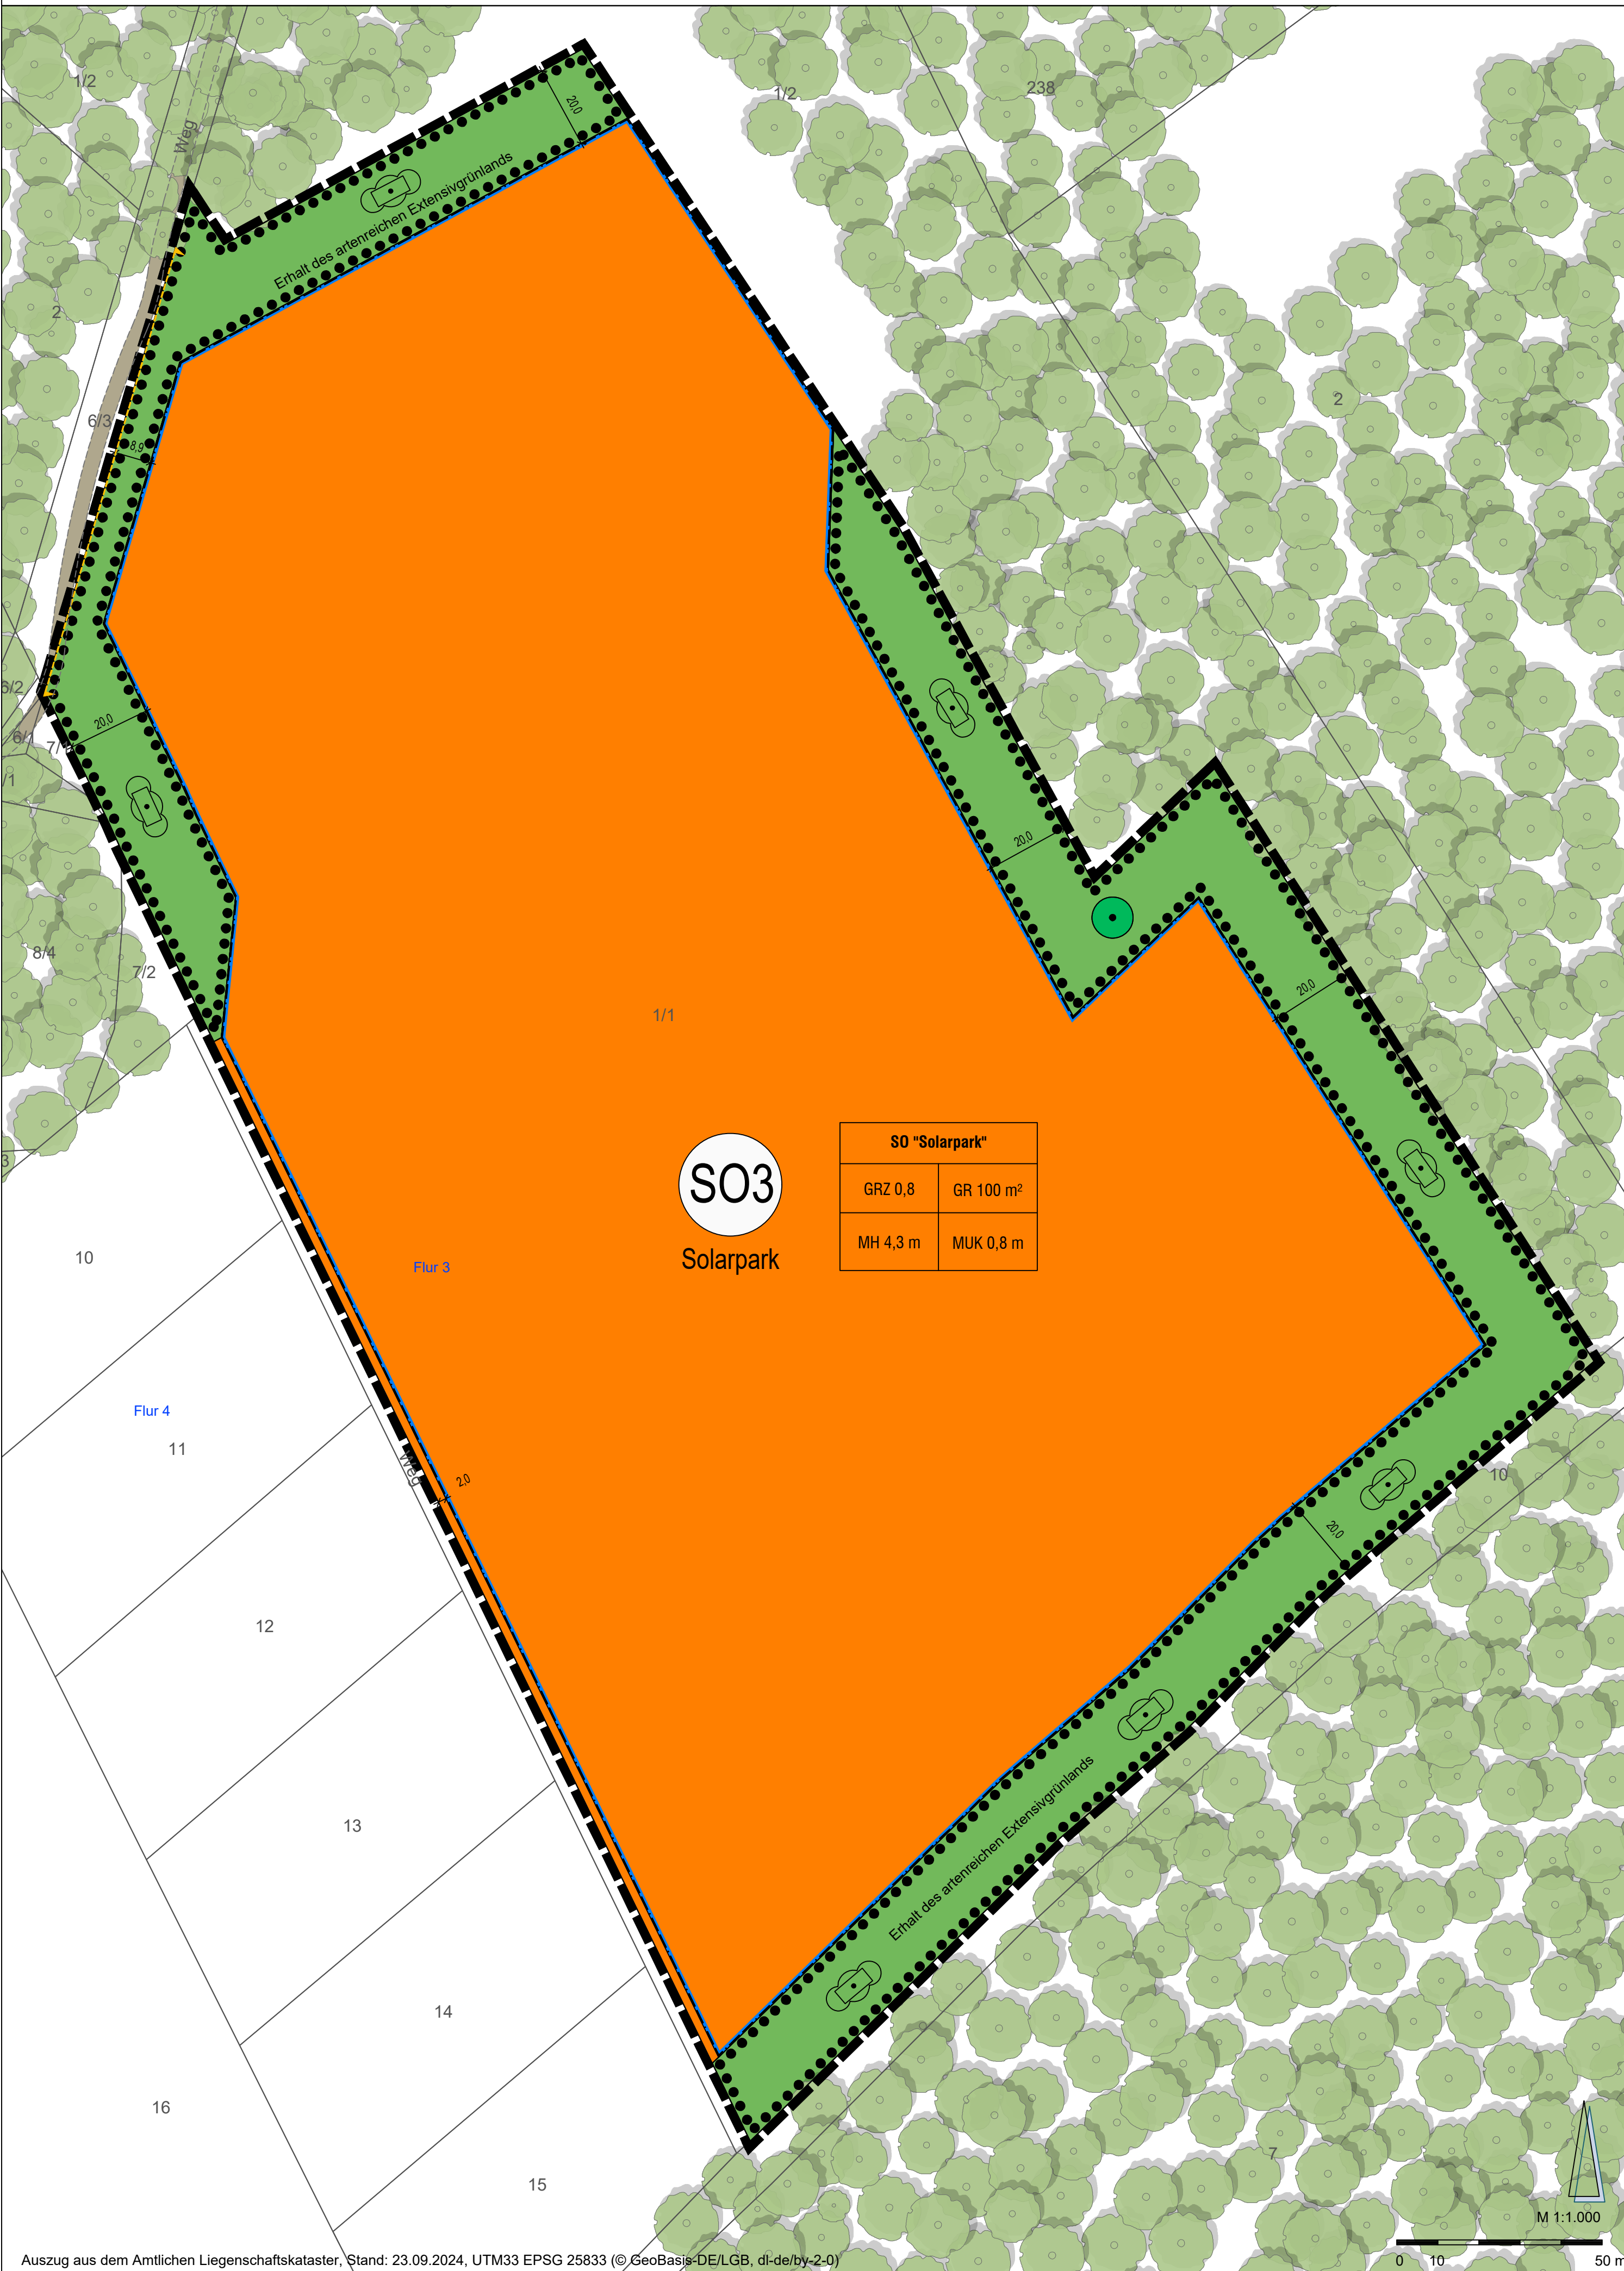 1/2
1/2
238
Weg
20,0
Erhalt des artenreichen Extensivgrünlands
2
2
6/3
8,9
6/2
6/1
7/1
20,0
/1
20,0
8/4
7/2
20,0
1/1
3
SO "Solarpark"
GRZ 0,8
GR 100 m²
MH 4,3 m
MUK 0,8 m
SO3
Solarpark
10
Flur 3
Flur 4
11
Weg
2,0
10
20,0
12
Erhalt des artenreichen Extensivgrünlands
13
14
16
7
15
M 1:1.000
0 10 50 m
Auszug aus dem Amtlichen Liegenschaftskataster, Stand: 23.09.2024, UTM33 EPSG 25833 (© GeoBasis-DE/LGB, dl-de/by-2-0)